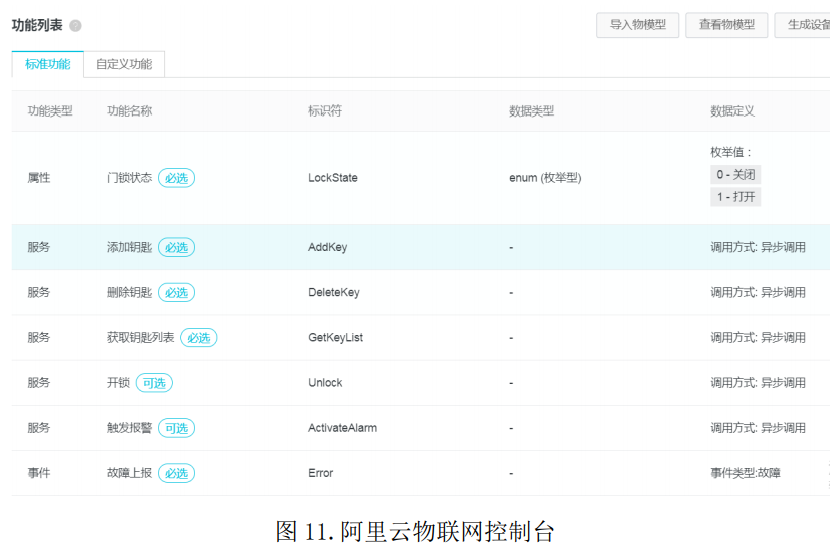 功能列表 ?
导入物模型 查看物模型 生成设备
标准功能 自定义功能
功能类型 功能名称 标识符 数据类型 数据定义
属性 门锁状态 必选 LockState enum (枚举型) 枚举值：
0 - 关闭
1 - 打开
服务 添加钥匙 必选 AddKey - 调用方式: 异步调用
服务 删除钥匙 必选 DeleteKey - 调用方式: 异步调用
服务 获取钥匙列表 必选 GetKeyList - 调用方式: 异步调用
服务 开锁 可选 Unlock - 调用方式: 异步调用
服务 触发报警 可选 ActivateAlarm - 调用方式: 异步调用
事件 故障上报 必选 Error - 事件类型:故障
图 11.阿里云物联网控制台